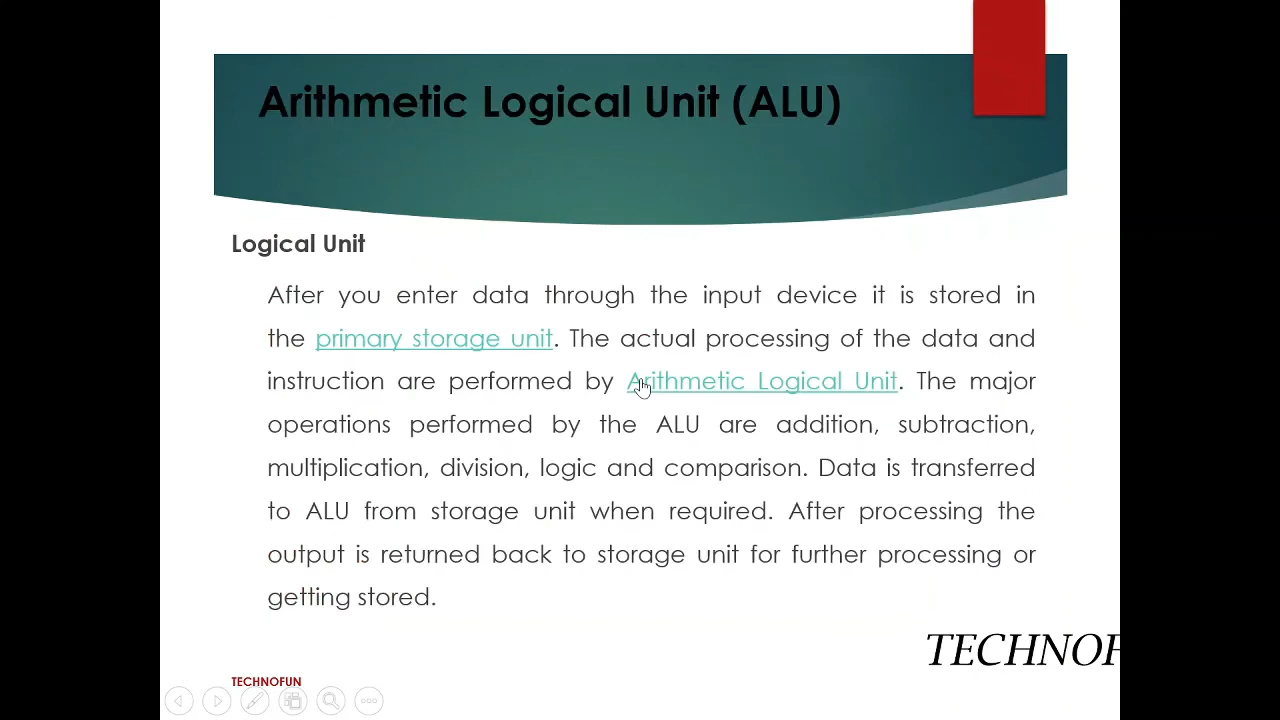 Arithmetic Logical Unit (ALU)
Logical Unit
After you enter data through the input device it is stored in
the primary storage unit. The actual processing of the data and
instruction are performed by Arithmetic Logical Unit. The major
operations performed by the ALU are addition, subtraction,
multiplication, division, logic and comparison. Data is transferred
to ALU from storage unit when required. After processing the
output is returned back to storage unit for further processing or
getting stored.
TECHNOF
TECHNOFUN